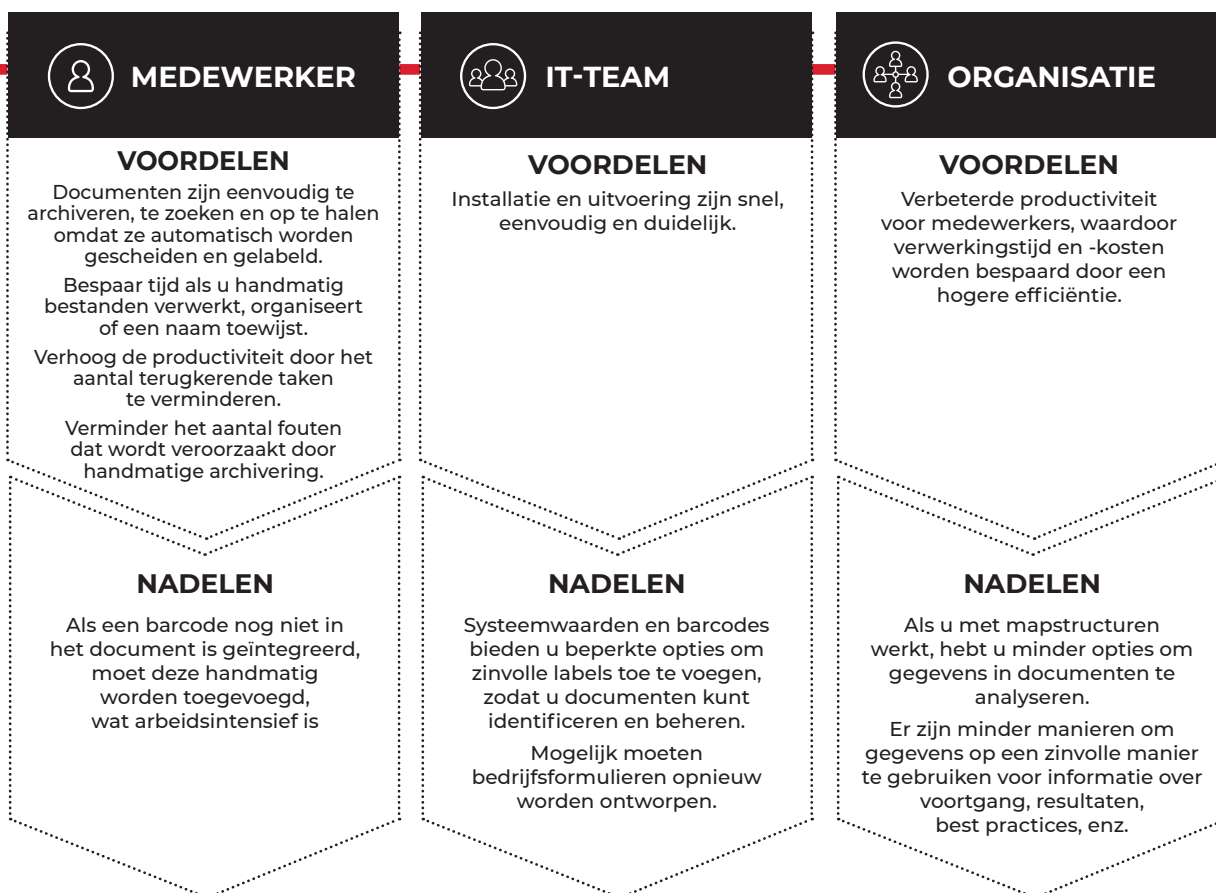 MEDEWERKER
VOORDELEN
Documenten zijn eenvoudig te
archiveren, te zoeken en op te halen
omdat ze automatisch worden
gescheiden en gelabeld.
Bespaar tijd als u handmatig
bestanden verwerkt, organiseert
of een naam toewijst.
Verhoog de productiviteit door het
aantal terugkerende taken
te verminderen.
Verminder het aantal fouten
dat wordt veroorzaakt door
handmatige archivering.
NADELEN
Als een barcode nog niet in
het document is geïntegreerd,
moet deze handmatig
worden toegevoegd,
wat arbeidsintensief is
IT-TEAM
VOORDELEN
Installatie en uitvoering zijn snel,
eenvoudig en duidelijk.
NADELEN
Systeemwaarden en barcodes
bieden u beperkte opties om
zinvolle labels toe te voegen,
zodat u documenten kunt
identificeren en beheren.
Mogelijk moeten
bedrijfsformulieren opnieuw
worden ontworpen.
ORGANISATIE
VOORDELEN
Verbeterde productiviteit
voor medewerkers, waardoor
verwerkingstijd en -kosten
worden bespaard door een
hogere efficiëntie.
NADELEN
Als u met mapstructuren
werkt, hebt u minder opties om
gegevens in documenten te
analyseren.
Er zijn minder manieren om
gegevens op een zinvolle manier
te gebruiken voor informatie over
voortgang, resultaten,
best practices, enz.